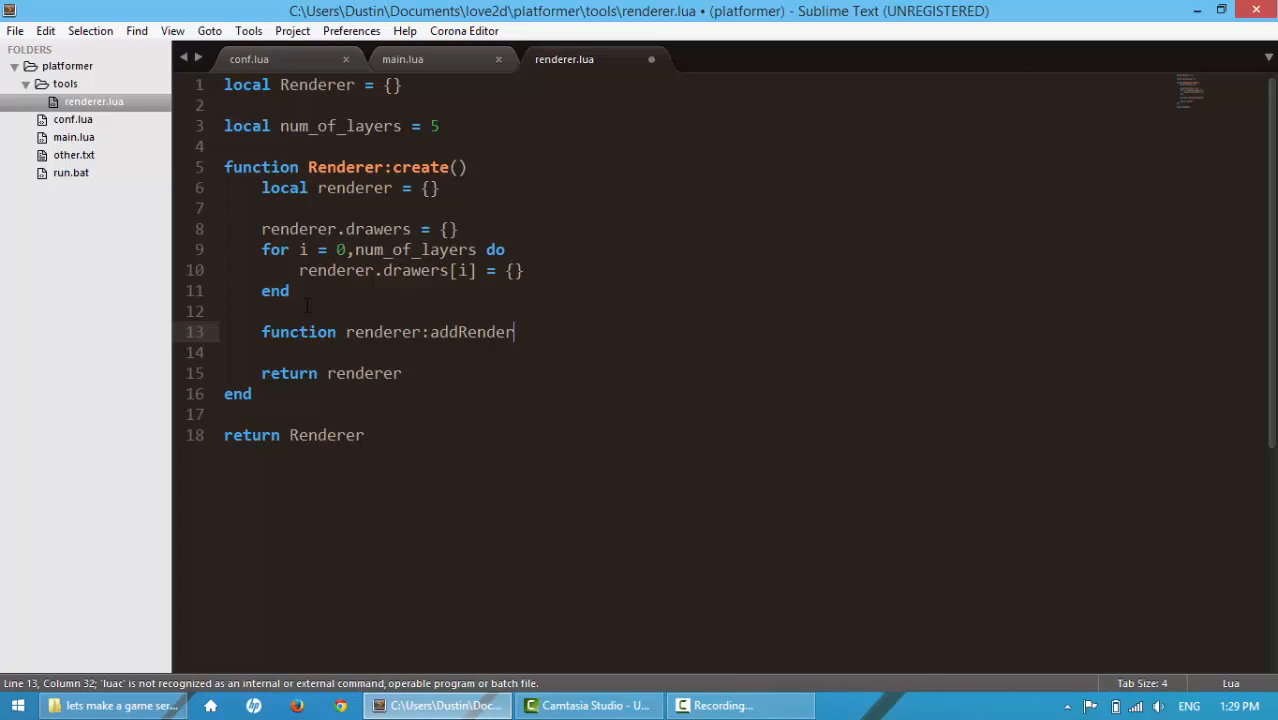 C:\Users\Dustin\Documents\love2d\platformer\tools\renderer.lua • (platformer) - Sublime Text (UNREGISTERED)
File Edit Selection Find View Goto Tools Project Preferences Help Corona Editor
FOLDERS
platformer
tools
renderer.lua
conf.lua
main.lua
other.txt
run.bat
conf.lua × main.lua × renderer.lua
1 local Renderer = {}
2
3 local num_of_layers = 5
4
5 function Renderer:create()
6 local renderer = {}
7
8 renderer.drawers = {}
9 for i = 0,num_of_layers do
10 renderer.drawers[i] = {}
11 end
12
13 function renderer:addRender
14
15 return renderer
16 end
17
18 return Renderer
Line 13, Column 32; 'luac' is not recognized as an internal or external command, operable program or batch file.
Tab Size: 4
Lua
lets make a game ser...
C:\Users\Dustin\Doc...
Camtasia Studio - U...
Recording...
ENG
1:29 PM